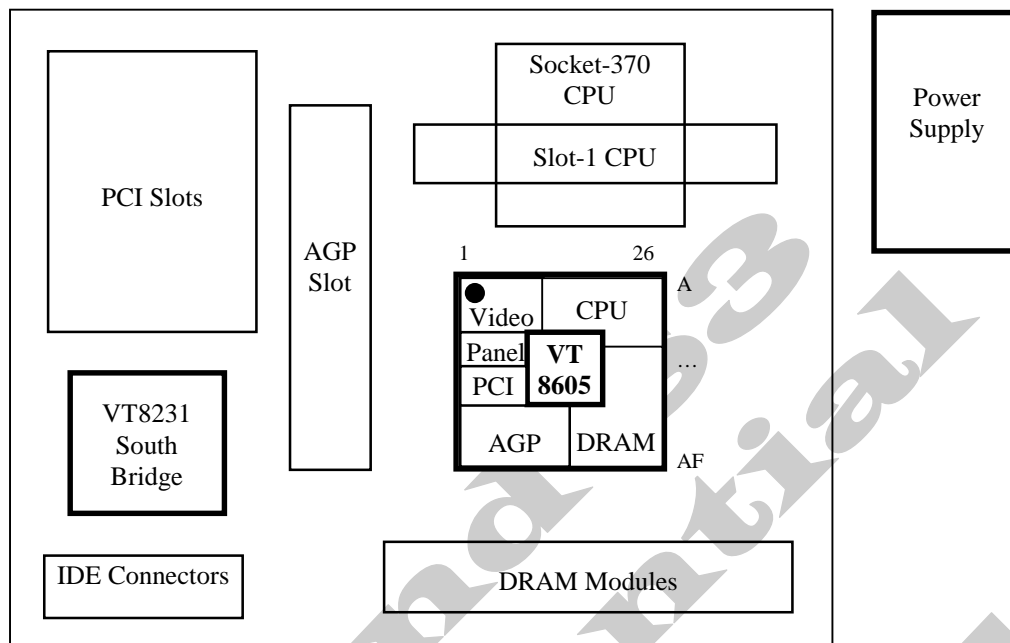 Socket-370
CPU
Slot-1 CPU
Power
Supply
PCI Slots
AGP
Slot
1
26
A
Video
CPU
Panel
VT
8605
...
PCI
AGP
DRAM
AF
VT8231
South
Bridge
IDE Connectors
DRAM Modules